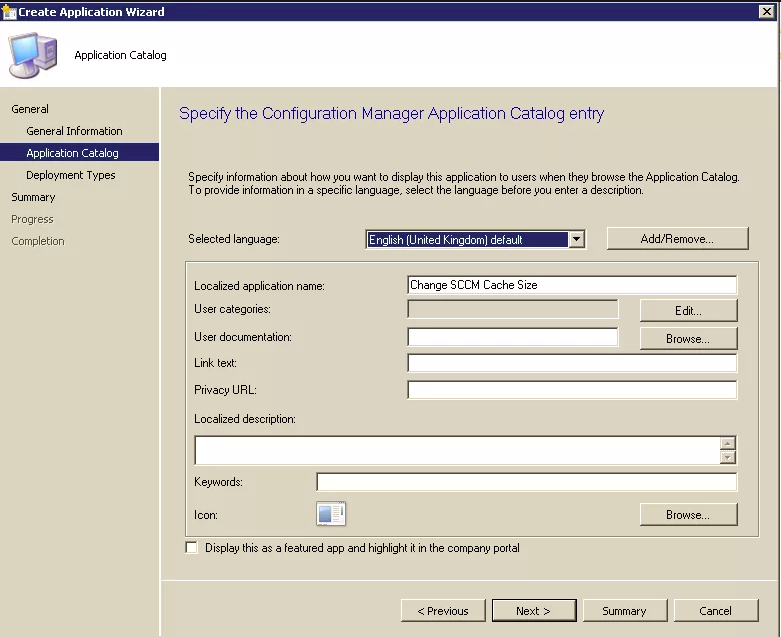 Create Application Wizard
Application Catalog
General
General Information
Application Catalog
Deployment Types
Summary
Progress
Completion
Specify the Configuration Manager Application Catalog entry
Specify information about how you want to display this application to users when they browse the Application Catalog.
To provide information in a specific language, select the language before you enter a description.
Selected language: English (United Kingdom) default Add/Remove...
Localized application name: Change SCCM Cache Size
User categories: Edit...
User documentation: Browse...
Link text:
Privacy URL:
Localized description:
Keywords:
Icon: Browse...
Display this as a featured app and highlight it in the company portal
< Previous Next > Summary Cancel